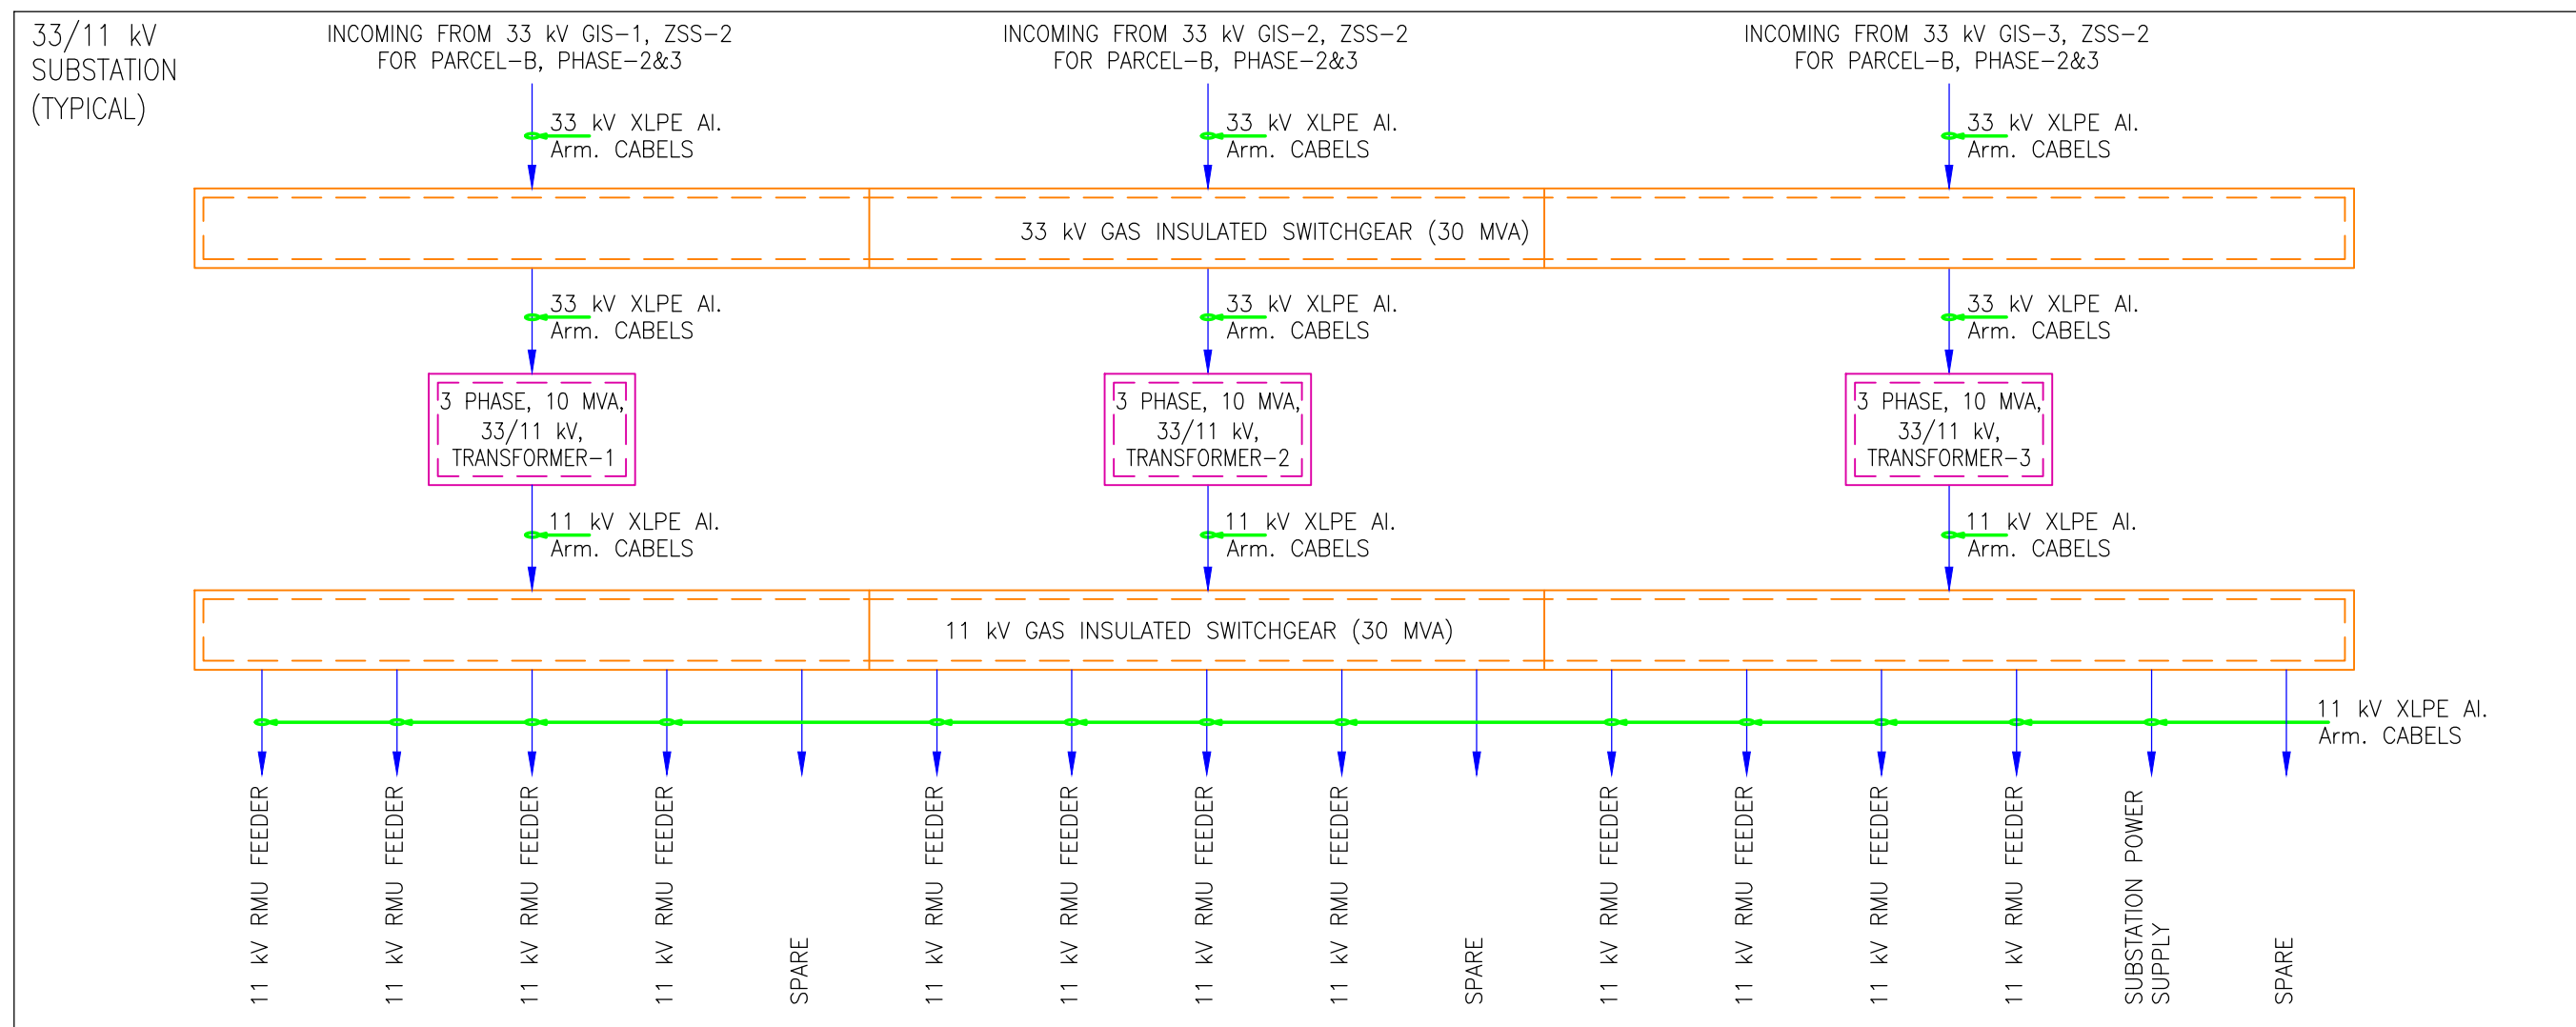 33/11 kV
SUBSTATION
(TYPICAL)
INCOMING FROM 33 kV GIS-1, ZSS-2
FOR PARCEL-B, PHASE-2&3
INCOMING FROM 33 kV GIS-2, ZSS-2
FOR PARCEL-B, PHASE-2&3
INCOMING FROM 33 kV GIS-3, ZSS-2
FOR PARCEL-B, PHASE-2&3
33 kV XLPE Al.
Arm. CABELS
33 kV XLPE Al.
Arm. CABELS
33 kV XLPE Al.
Arm. CABELS
33 kV GAS INSULATED SWITCHGEAR (30 MVA)
33 kV XLPE Al.
Arm. CABELS
33 kV XLPE Al.
Arm. CABELS
33 kV XLPE Al.
Arm. CABELS
3 PHASE, 10 MVA,
33/11 kV,
TRANSFORMER-1
3 PHASE, 10 MVA,
33/11 kV,
TRANSFORMER-2
3 PHASE, 10 MVA,
33/11 kV,
TRANSFORMER-3
11 kV XLPE Al.
Arm. CABELS
11 kV XLPE Al.
Arm. CABELS
11 kV XLPE Al.
Arm. CABELS
11 kV GAS INSULATED SWITCHGEAR (30 MVA)
11 kV XLPE Al.
Arm. CABELS
11 kV RMU FEEDER
11 kV RMU FEEDER
11 kV RMU FEEDER
11 kV RMU FEEDER
SPARE
11 kV RMU FEEDER
11 kV RMU FEEDER
11 kV RMU FEEDER
11 kV RMU FEEDER
SPARE
11 kV RMU FEEDER
11 kV RMU FEEDER
11 kV RMU FEEDER
11 kV RMU FEEDER
SUBSTATION POWER
SUPPLY
SPARE